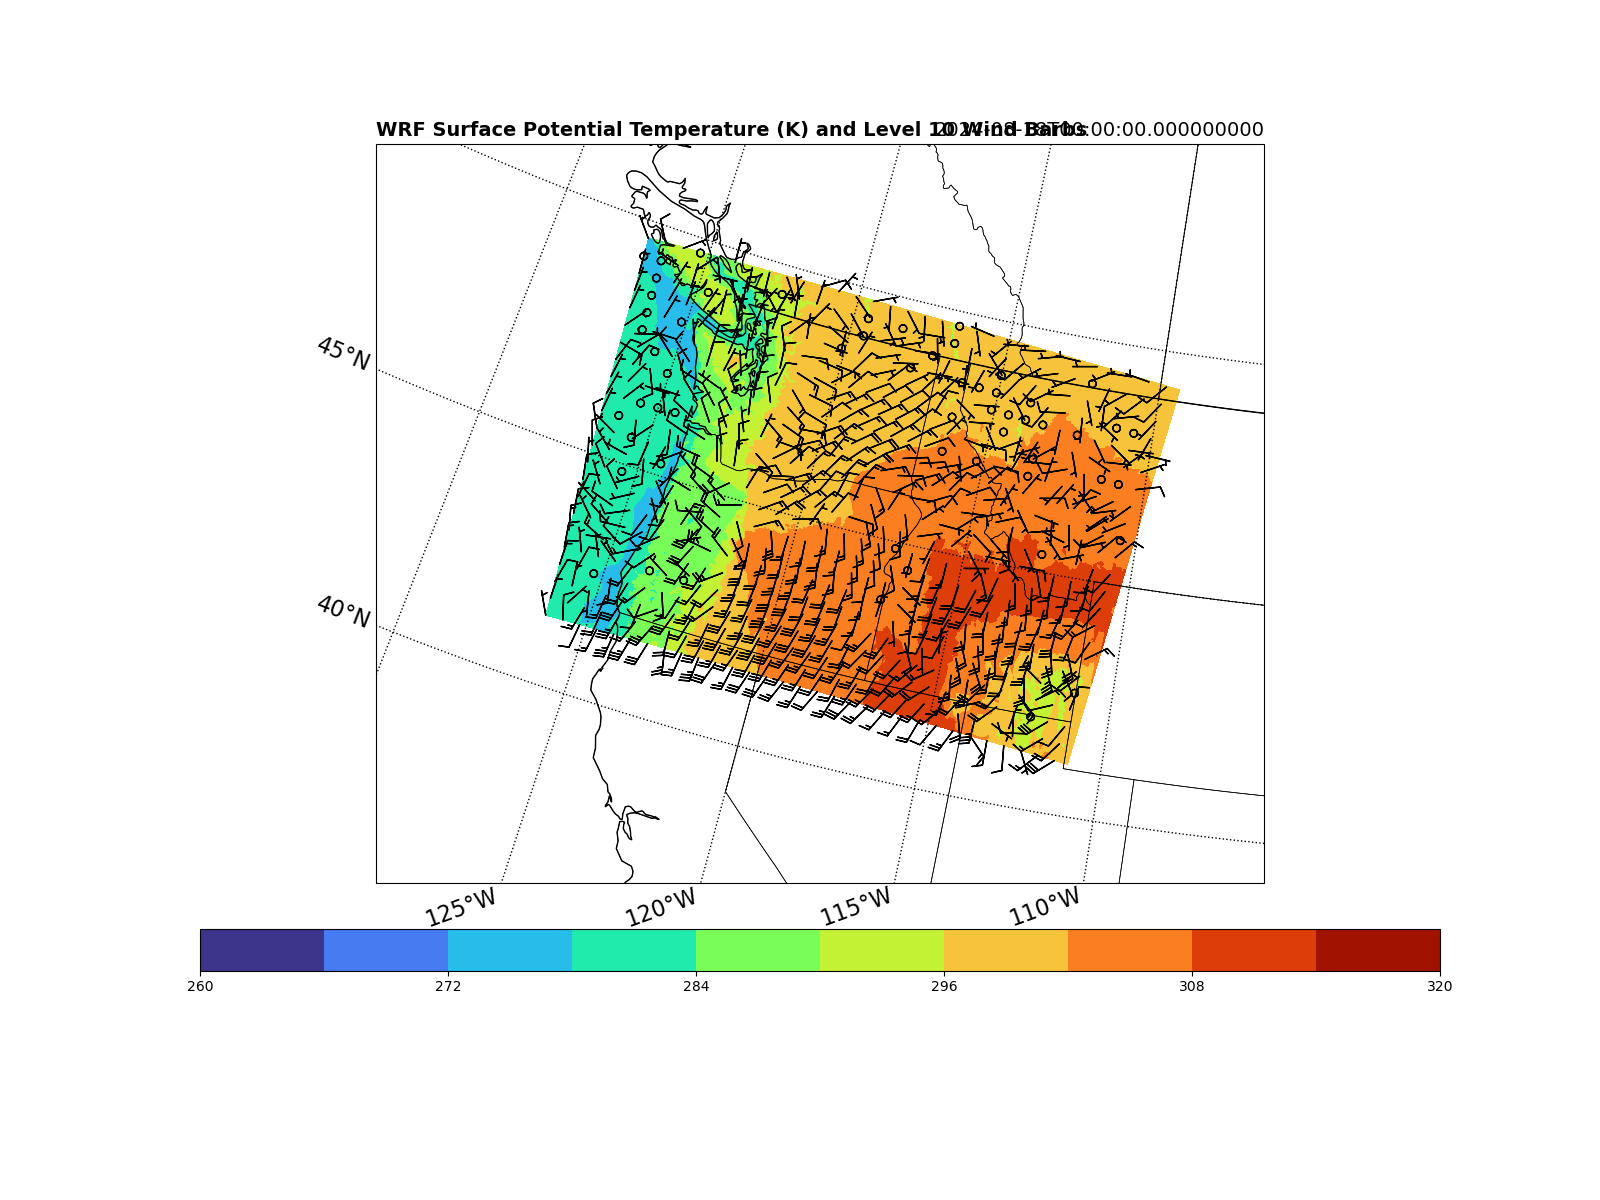 WRF Surface Potential Temperature (K) and Level 10 Wind Barbs
45°N
40°N
125°W 120°W 115°W 110°W
260 272 284 296 308 320